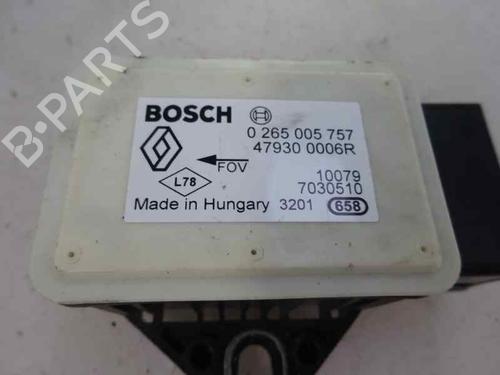 BOSCH
0 265 005 757
47930 0006R
FOV
10079
L78
7030510
Made in Hungary 3201 658
B-PARTS